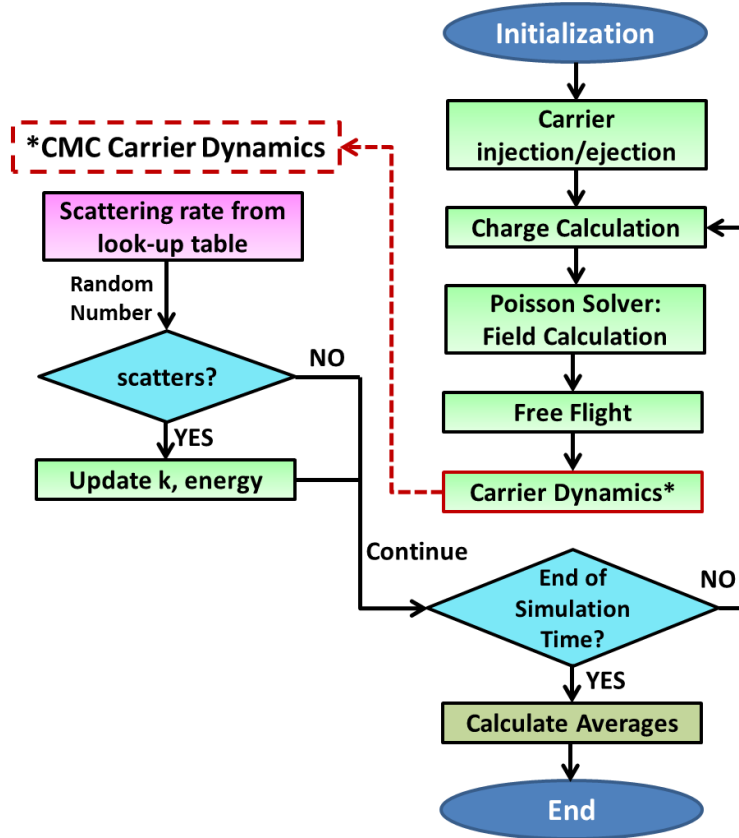 Initialization
Carrier
injection/ejection
*CMC Carrier Dynamics
Scattering rate from
look-up table
Charge Calculation
Random
Number
Poisson Solver:
Field Calculation
scatters?
NO
Free Flight
YES
Update k, energy
Carrier Dynamics*
Continue
End of
Simulation
Time?
NO
YES
Calculate Averages
End